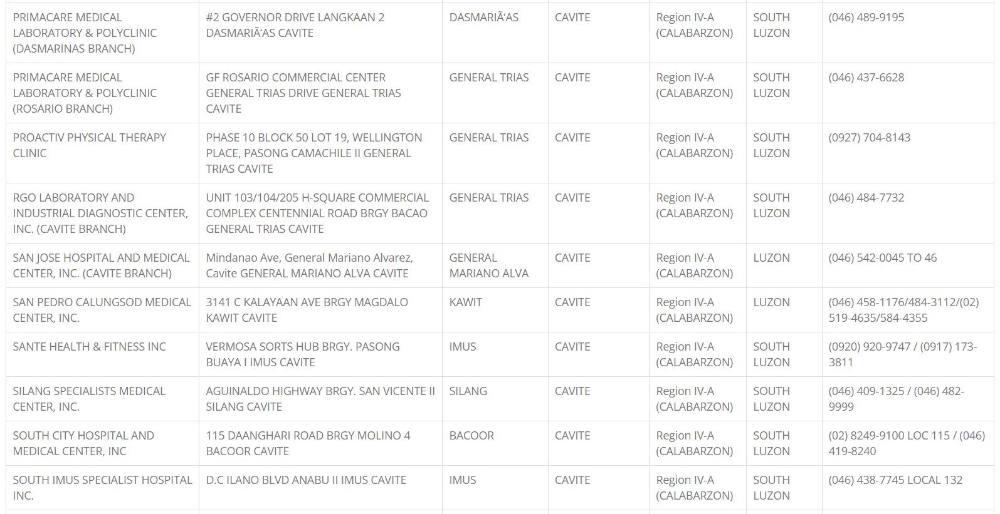 PRIMACARE MEDICAL
LABORATORY & POLYCLINIC
(DASMARINAS BRANCH)
#2 GOVERNOR DRIVE LANGKAAN 2
DASMARIÃ‘AS CAVITE
DASMARIÃ‘AS
CAVITE
Region IV-A
(CALABARZON)
SOUTH
LUZON
(046) 489-9195
PRIMACARE MEDICAL
LABORATORY & POLYCLINIC
(ROSARIO BRANCH)
GF ROSARIO COMMERCIAL CENTER
GENERAL TRIAS DRIVE GENERAL TRIAS
CAVITE
GENERAL TRIAS
CAVITE
Region IV-A
(CALABARZON)
SOUTH
LUZON
(046) 437-6628
PROACTIV PHYSICAL THERAPY
CLINIC
PHASE 10 BLOCK 50 LOT 19, WELLINGTON
PLACE, PASONG CAMACHILE II GENERAL
TRIAS CAVITE
GENERAL TRIAS
CAVITE
Region IV-A
(CALABARZON)
SOUTH
LUZON
(0927) 704-8143
RGO LABORATORY AND
INDUSTRIAL DIAGNOSTIC CENTER,
INC. (CAVITE BRANCH)
UNIT 103/104/205 H-SQUARE COMMERCIAL
COMPLEX CENTENNIAL ROAD BRGY BACAO
GENERAL TRIAS CAVITE
GENERAL TRIAS
CAVITE
Region IV-A
(CALABARZON)
SOUTH
LUZON
(046) 484-7732
SAN JOSE HOSPITAL AND MEDICAL
CENTER, INC. (CAVITE BRANCH)
Mindanao Ave, General Mariano Alvarez,
Cavite GENERAL MARIANO ALVA CAVITE
GENERAL
MARIANO ALVA
CAVITE
Region IV-A
(CALABARZON)
LUZON
(046) 542-0045 TO 46
SAN PEDRO CALUNGSOD MEDICAL
CENTER, INC.
3141 C KALAYAAN AVE BRGY MAGDALO
KAWIT CAVITE
KAWIT
CAVITE
Region IV-A
(CALABARZON)
LUZON
(046) 458-1176/484-3112/(02)
519-4635/584-4355
SANTE HEALTH & FITNESS INC
VERMOSA SORTS HUB BRGY. PASONG
BUAYA I IMUS CAVITE
IMUS
CAVITE
Region IV-A
(CALABARZON)
SOUTH
LUZON
(0920) 920-9747 / (0917) 173-
3811
SILANG SPECIALISTS MEDICAL
CENTER, INC.
AGUINALDO HIGHWAY BRGY. SAN VICENTE II
SILANG CAVITE
SILANG
CAVITE
Region IV-A
(CALABARZON)
SOUTH
LUZON
(046) 409-1325 / (046) 482-
9999
SOUTH CITY HOSPITAL AND
MEDICAL CENTER, INC
115 DAANGHARI ROAD BRGY MOLINO 4
BACOOR CAVITE
BACOOR
CAVITE
Region IV-A
(CALABARZON)
SOUTH
LUZON
(02) 8249-9100 LOC 115 / (046)
419-8240
SOUTH IMUS SPECIALIST HOSPITAL
INC.
D.C ILANO BLVD ANABU II IMUS CAVITE
IMUS
CAVITE
Region IV-A
(CALABARZON)
SOUTH
LUZON
(046) 438-7745 LOCAL 132